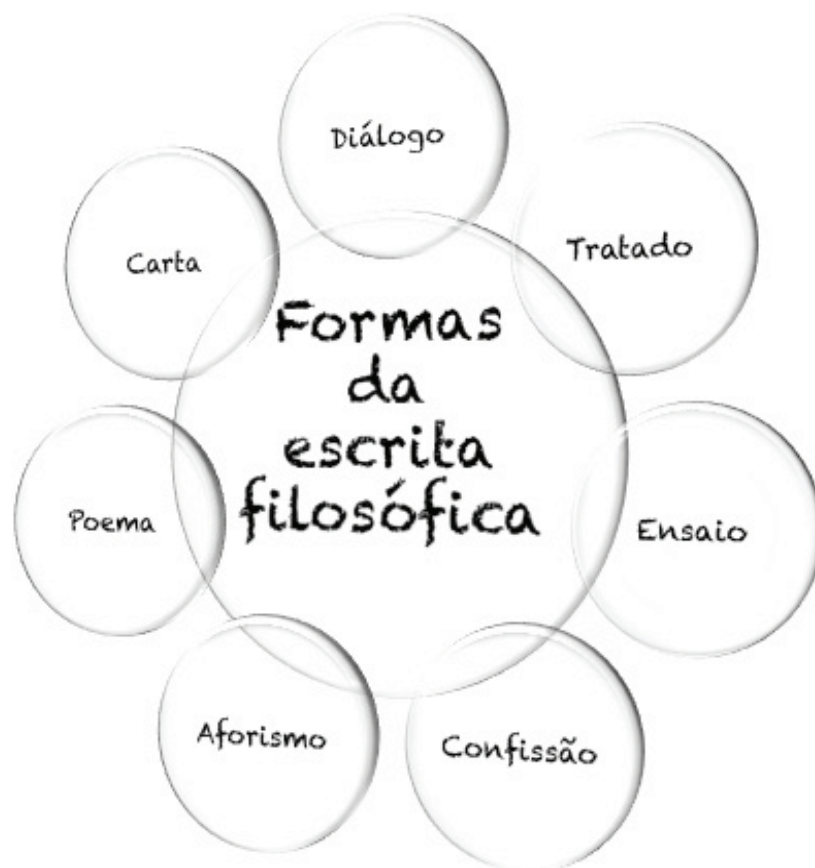 Diálogo
Tratado
Carta
Formas
da
escrita
filosófica
Poema
Ensaio
Aforismo
Confissão